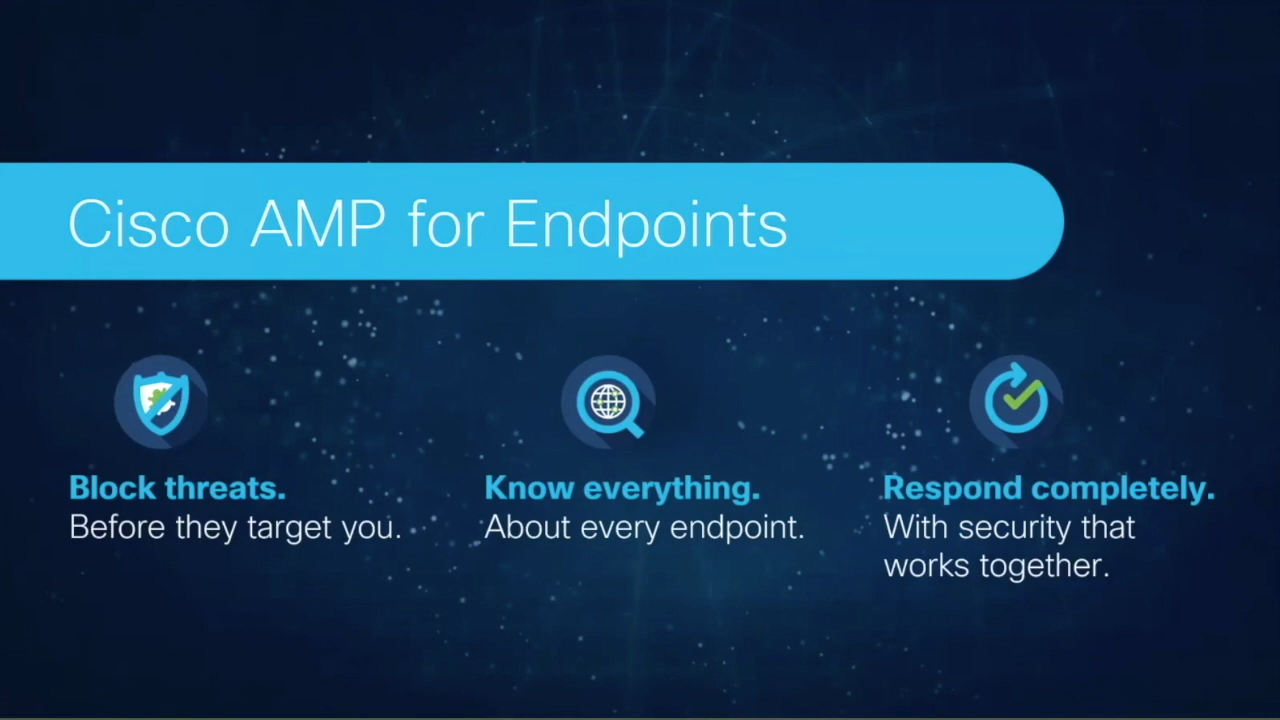 Cisco AMP for Endpoints
Block threats.
Before they target you.
Know everything.
About every endpoint.
Respond completely.
With security that
works together.